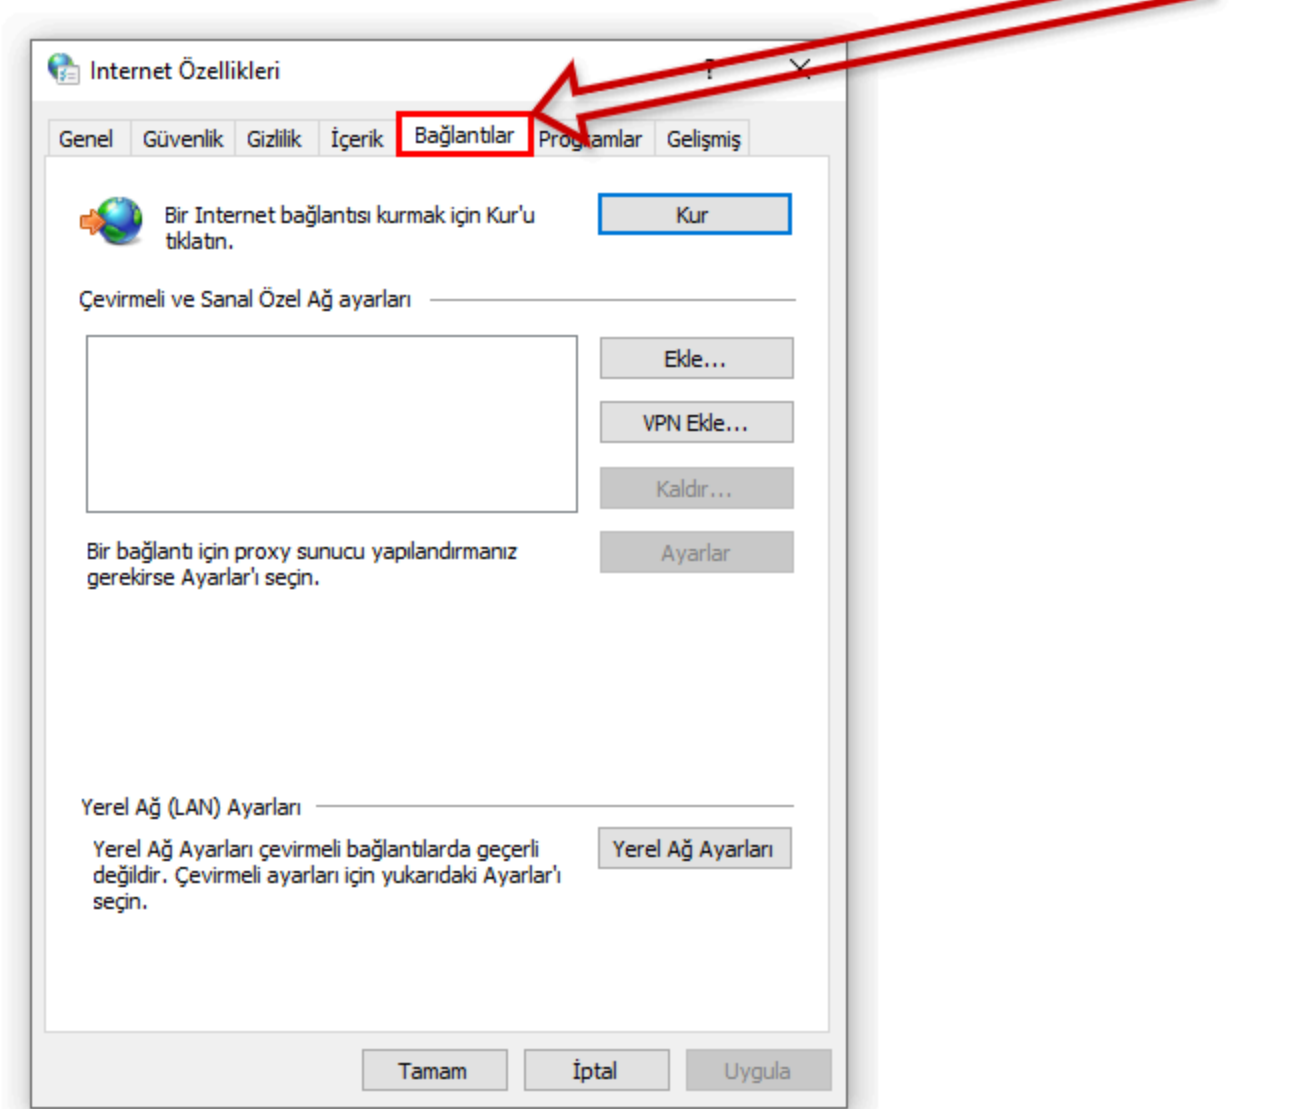 Internet Özellikleri
Genel Güvenlik Gizlilik İçerik Bağlantılar Programlar Gelişmiş
Bir Internet bağlantısı kurmak için Kur'u
tıklatın.
Kur
Çevirmeli ve Sanal Özel Ağ ayarları
Ekle...
VPN Ekle...
Kaldır...
Bir bağlantı için proxy sunucu yapılandırmanız
gerekirse Ayarlar'ı seçin.
Ayarlar
Yerel Ağ (LAN) Ayarları
Yerel Ağ Ayarları çevirmeli bağlantılarda geçerli
değildir. Çevirmeli ayarları için yukarıdaki Ayarlar'ı
seçin.
Yerel Ağ Ayarları
Tamam İptal Uygula